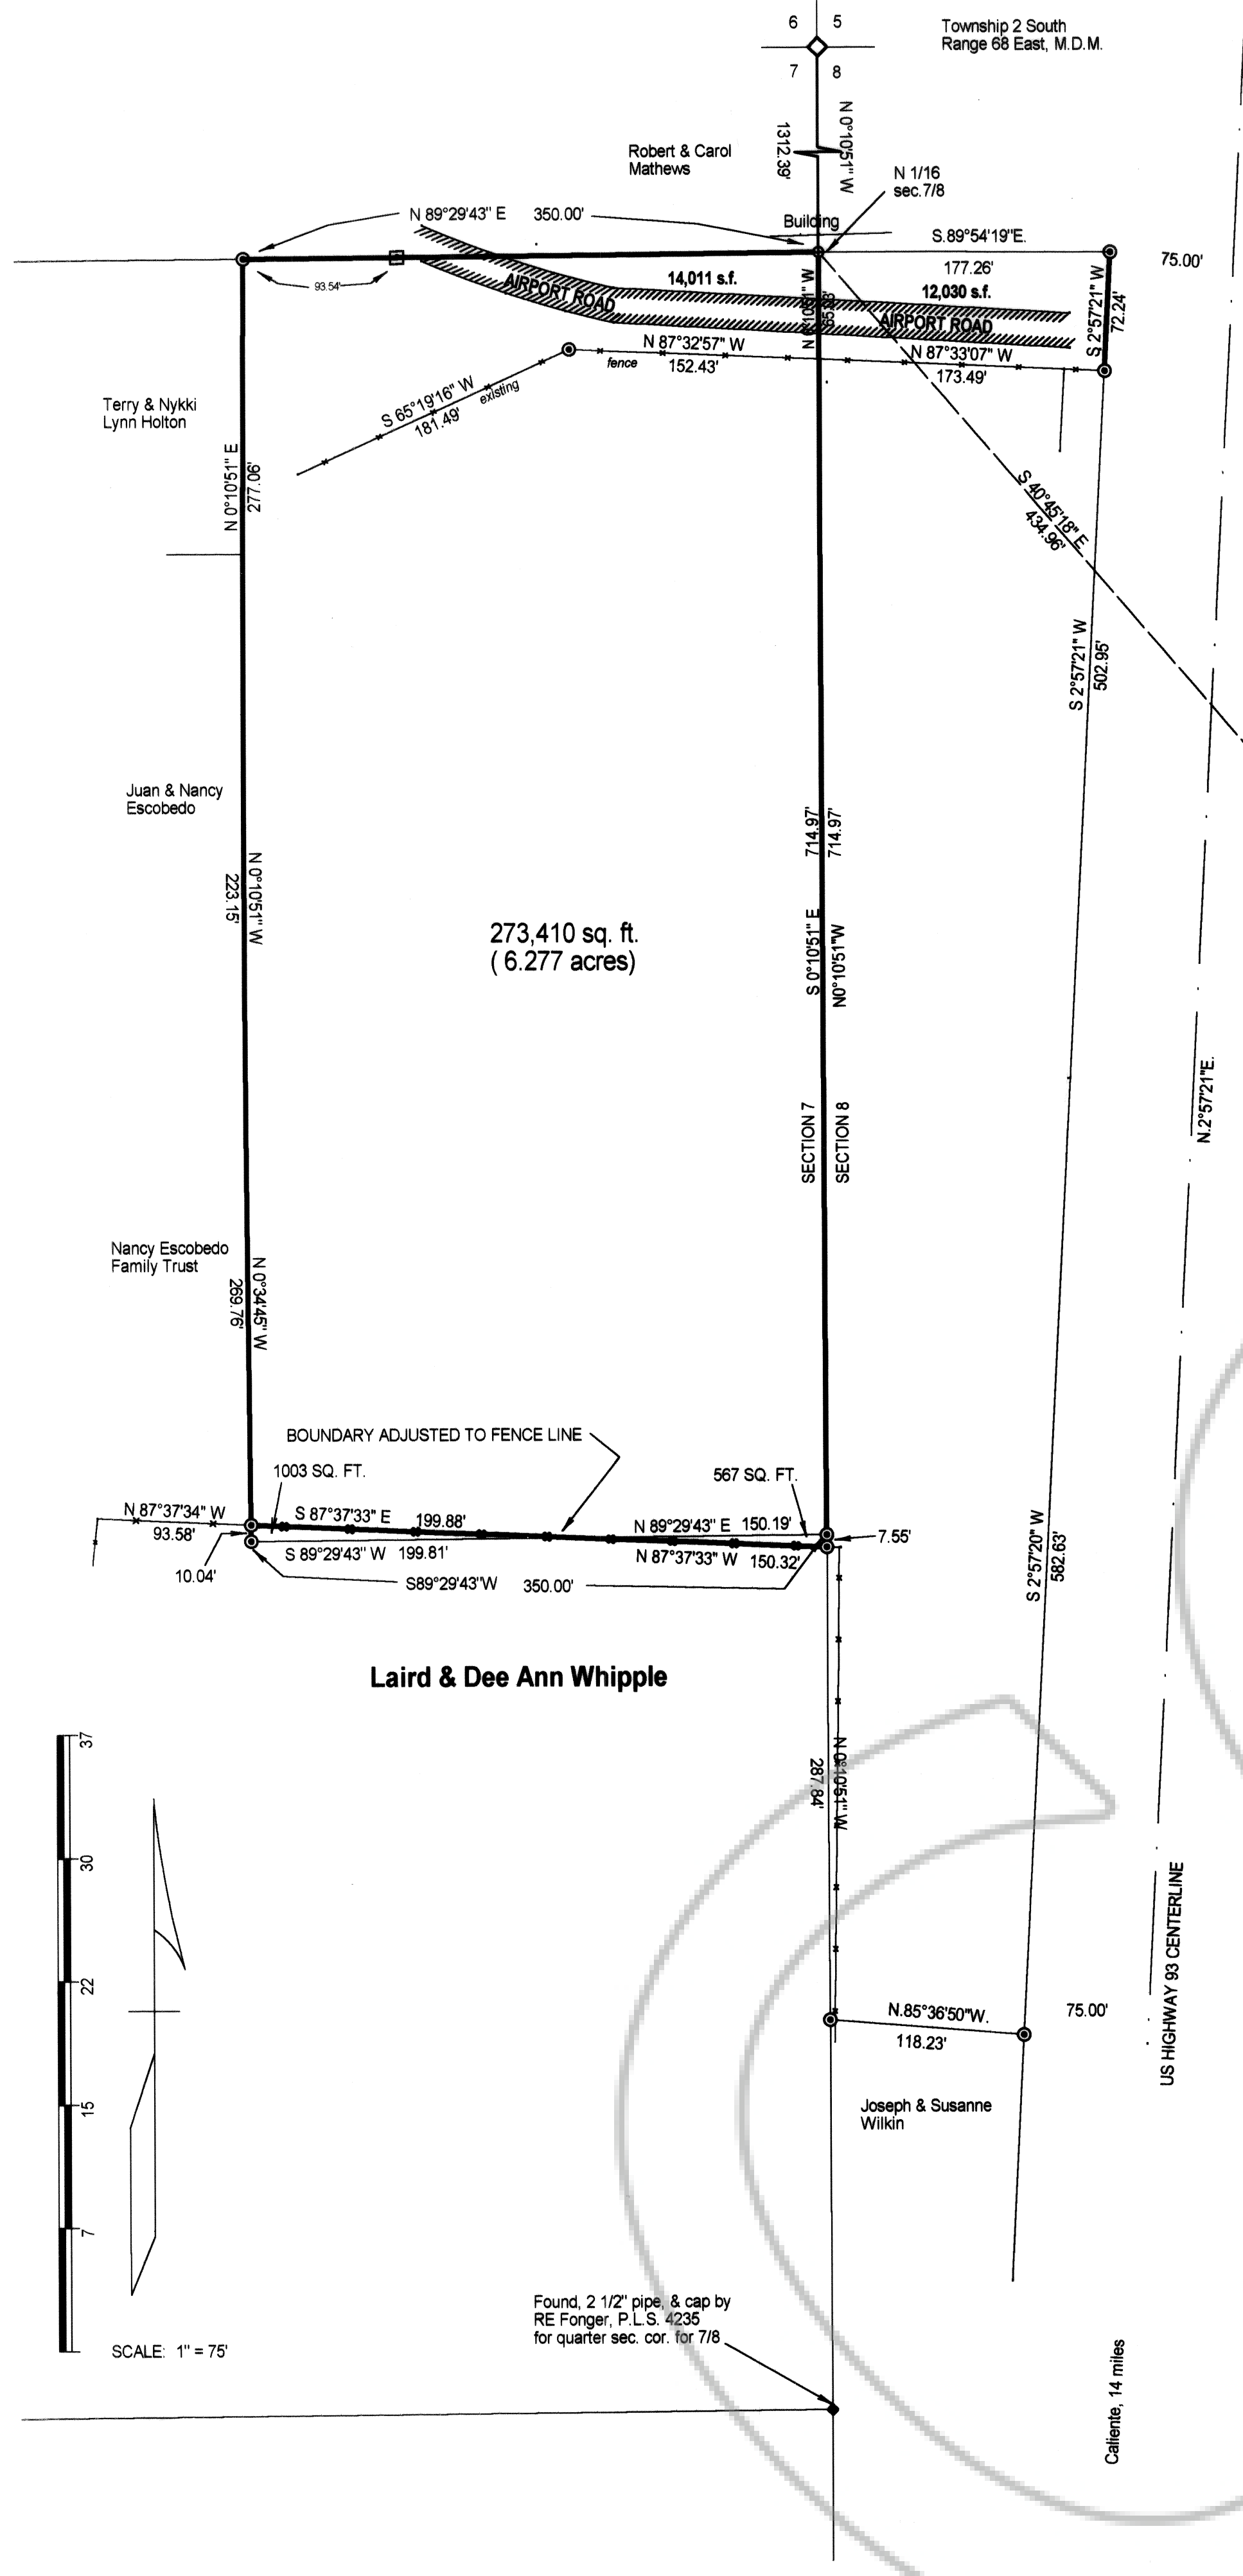 6 5
Township 2 South
Range 68 East, M.D.M.
7 8
N 0°10'51" W
1312.39'
Robert & Carol
Mathews
N 1/16
sec.7/8
N 89°29'43" E 350.00'
Building
S.89°54'19"E.
177.26'
75.00'
93.54'
14,011 s.f.
12,030 s.f.
AIRPORT ROAD
AIRPORT ROAD
N 0°10'51" W
S 2°57'21" W
72.24'
N 87°32'57" W
152.43'
N 87°33'07" W
173.49'
fence
existing
S 65°19'16" W
181.49'
Terry & Nykki
Lynn Holton
N 0°10'51" E
277.06'
S 40°45'18" E
434.96'
S 2°57'21" W
502.95'
Juan & Nancy
Escobedo
N 0°10'51" W
223.15'
714.97'
714.97'
S 0°10'51" E
N0°10'51"W
273,410 sq. ft.
( 6.277 acres)
SECTION 7
SECTION 8
N.2°57'21"E.
Nancy Escobedo
Family Trust
N 0°34'45" W
269.76'
BOUNDARY ADJUSTED TO FENCE LINE
1003 SQ. FT.
567 SQ. FT.
N 87°37'34" W
93.58'
S 87°37'33" E 199.88'
N 89°29'43" E 150.19'
7.55'
S 89°29'43" W 199.81'
N 87°37'33" W 150.32'
10.04'
S89°29'43"W 350.00'
S 2°57'20" W
582.63'
Laird & Dee Ann Whipple
N 0°10'51" W
287.84'
37
30
22
15
7
SCALE: 1" = 75'
N.85°36'50"W.
118.23'
75.00'
US HIGHWAY 93 CENTERLINE
Joseph & Susanne
Wilkin
Found, 2 1/2" pipe, & cap by
RE Fonger, P.L.S. 4235
for quarter sec. cor. for 7/8
Caliente, 14 miles